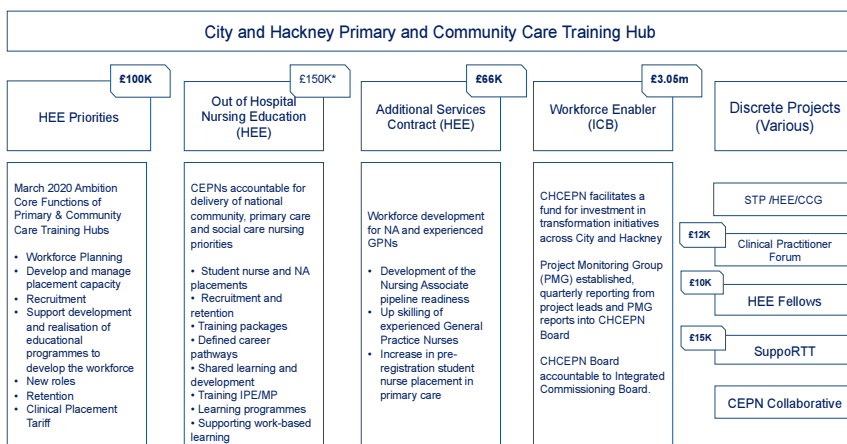 City and Hackney Primary and Community Care Training Hub
£100K
HEE Priorities
March 2020 Ambition
Core Functions of
Primary & Community
Care Training Hubs
• Workforce Planning
• Develop and manage
placement capacity
• Recruitment
• Support development
and realisation of
educational
programmes to
develop the workforce
• New roles
• Retention
• Clinical Placement
Tariff
£150K*
Out of Hospital
Nursing Education
(HEE)
CEPNs accountable for
delivery of national
community, primary care
and social care nursing
priorities
• Student nurse and NA
placements
• Recruitment and
retention
• Training packages
• Defined career
pathways
• Shared learning and
development
• Training IPE/MP
• Learning programmes
• Supporting work-based
learning
£66K
Additional Services
Contract (HEE)
Workforce development
for NA and experienced
GPNs
• Development of the
Nursing Associate
pipeline readiness
• Up skilling of
experienced General
Practice Nurses
• Increase in pre-
registration student
nurse placement in
primary care
£3.05m
Workforce Enabler
(ICB)
CHCEPN facilitates a
fund for investment in
transformation initiatives
across City and Hackney
Project Monitoring Group
(PMG) established,
quarterly reporting from
project leads and PMG
reports into CHCEPN
Board
CHCEPN Board
accountable to Integrated
Commissioning Board.
Discrete Projects
(Various)
STP /HEE/CCG
£12K
Clinical Practitioner
Forum
£10K
HEE Fellows
£15K
SuppoRTT
CEPN Collaborative